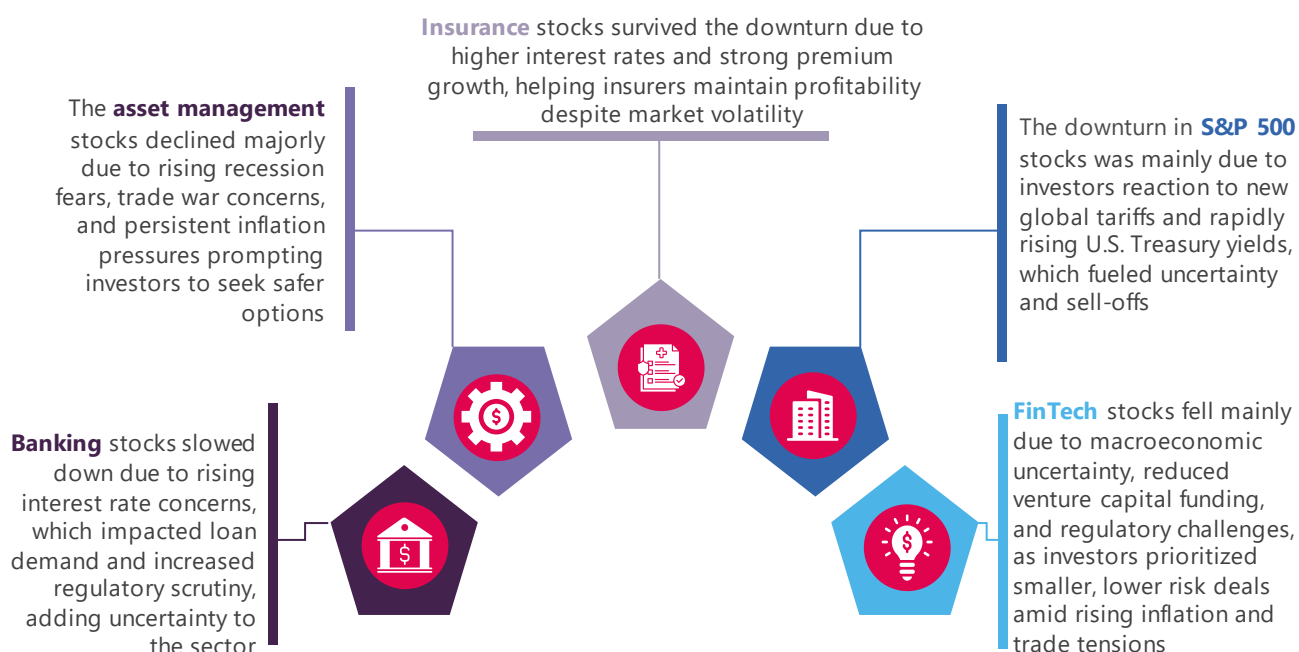 Insurance stocks survived the downturn due to
higher interest rates and strong premium
growth, helping insurers maintain profitability
despite market volatility
The asset management
stocks declined majorly
due to rising recession
fears, trade war concerns,
and persistent inflation
pressures prompting
investors to seek safer
options
The downturn in S&P 500
stocks was mainly due to
investors reaction to new
global tariffs and rapidly
rising U.S. Treasury yields,
which fueled uncertainty
and sell-offs
Banking stocks slowed
down due to rising
interest rate concerns,
which impacted loan
demand and increased
regulatory scrutiny,
adding uncertainty to
the sector
FinTech stocks fell mainly
due to macroeconomic
uncertainty, reduced
venture capital funding,
and regulatory challenges,
as investors prioritized
smaller, lower risk deals
amid rising inflation and
trade tensions
$
$
$